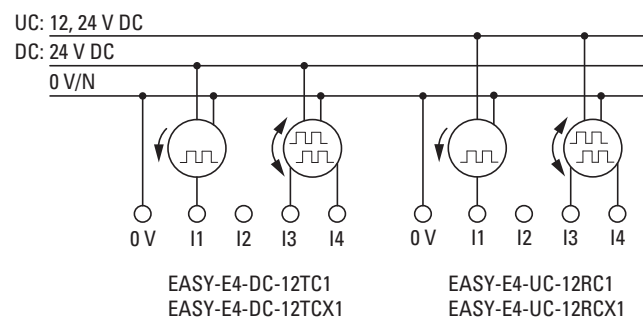 UC: 12, 24 V DC
DC: 24 V DC
0 V/N
0 V I1 I2 I3 I4 0 V I1 I2 I3 I4
EASY-E4-DC-12TC1 EASY-E4-UC-12RC1
EASY-E4-DC-12TCX1 EASY-E4-UC-12RCX1